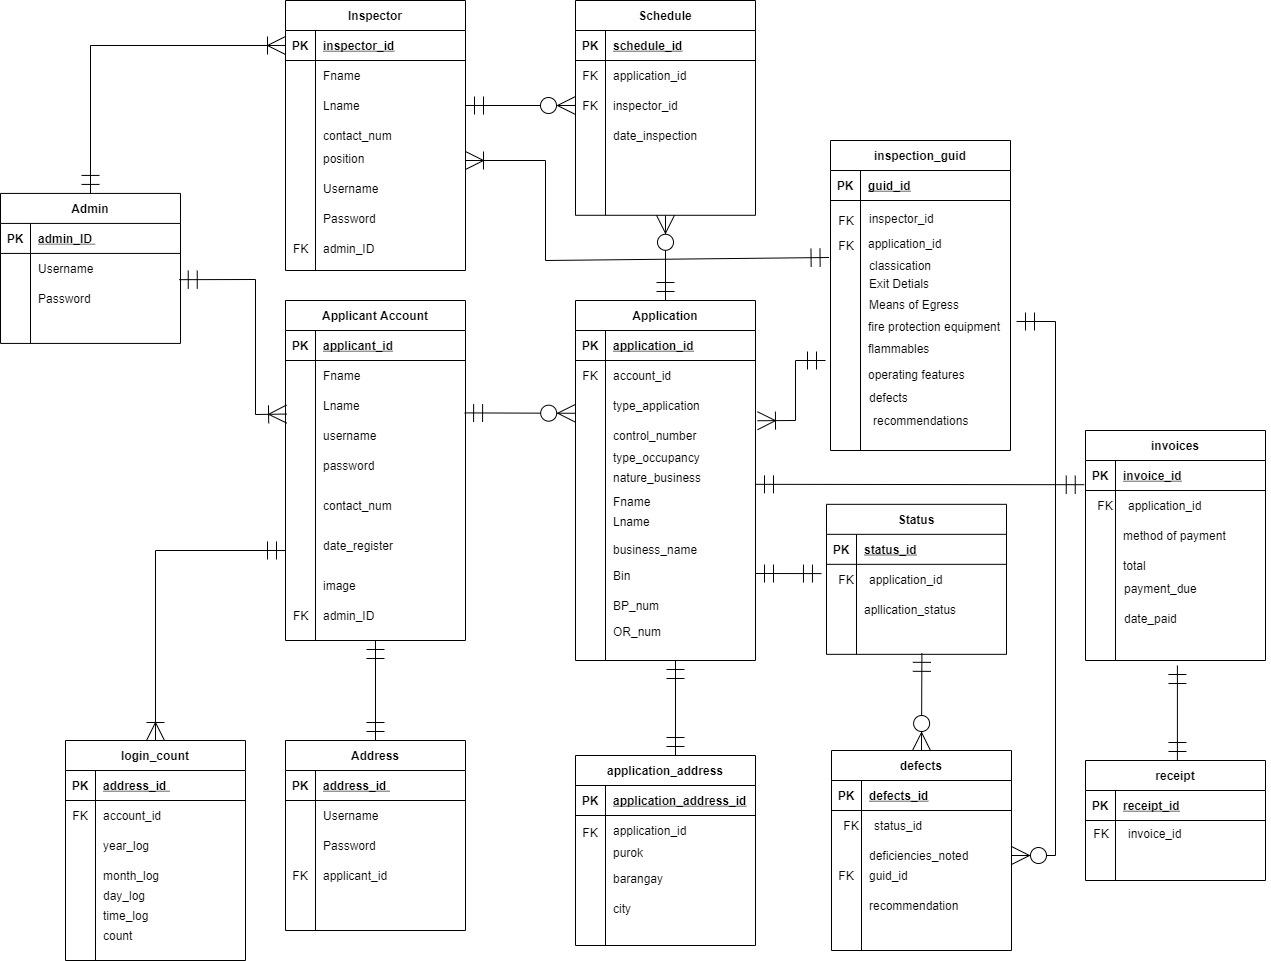 Inspector
PK inspector_id
Fname
Lname
contact_num
position
Username
Password
FK admin_ID
Schedule
PK schedule_id
FK application_id
FK inspector_id
date_inspection
inspection_guid
PK guid_id
FK inspector_id
FK application_id
classication
Exit Detials
Means of Egress
fire protection equipment
flammables
operating features
defects
recommendations
Admin
PK admin_ID
Username
Password
Applicant Account
PK applicant_id
Fname
Lname
username
password
contact_num
date_register
image
FK admin_ID
Application
PK application_id
FK account_id
type_application
control_number
type_occupancy
nature_business
Fname
Lname
business_name
Bin
BP_num
OR_num
invoices
PK invoice_id
FK application_id
method of payment
total
payment_due
date_paid
Status
PK status_id
FK application_id
apllication_status
login_count
PK address_id
FK account_id
year_log
month_log
day_log
time_log
count
Address
PK address_id
Username
Password
FK applicant_id
application_address
PK application_address_id
FK application_id
purok
barangay
city
defects
PK defects_id
FK status_id
deficiencies_noted
FK guid_id
recommendation
receipt
PK receipt_id
FK invoice_id